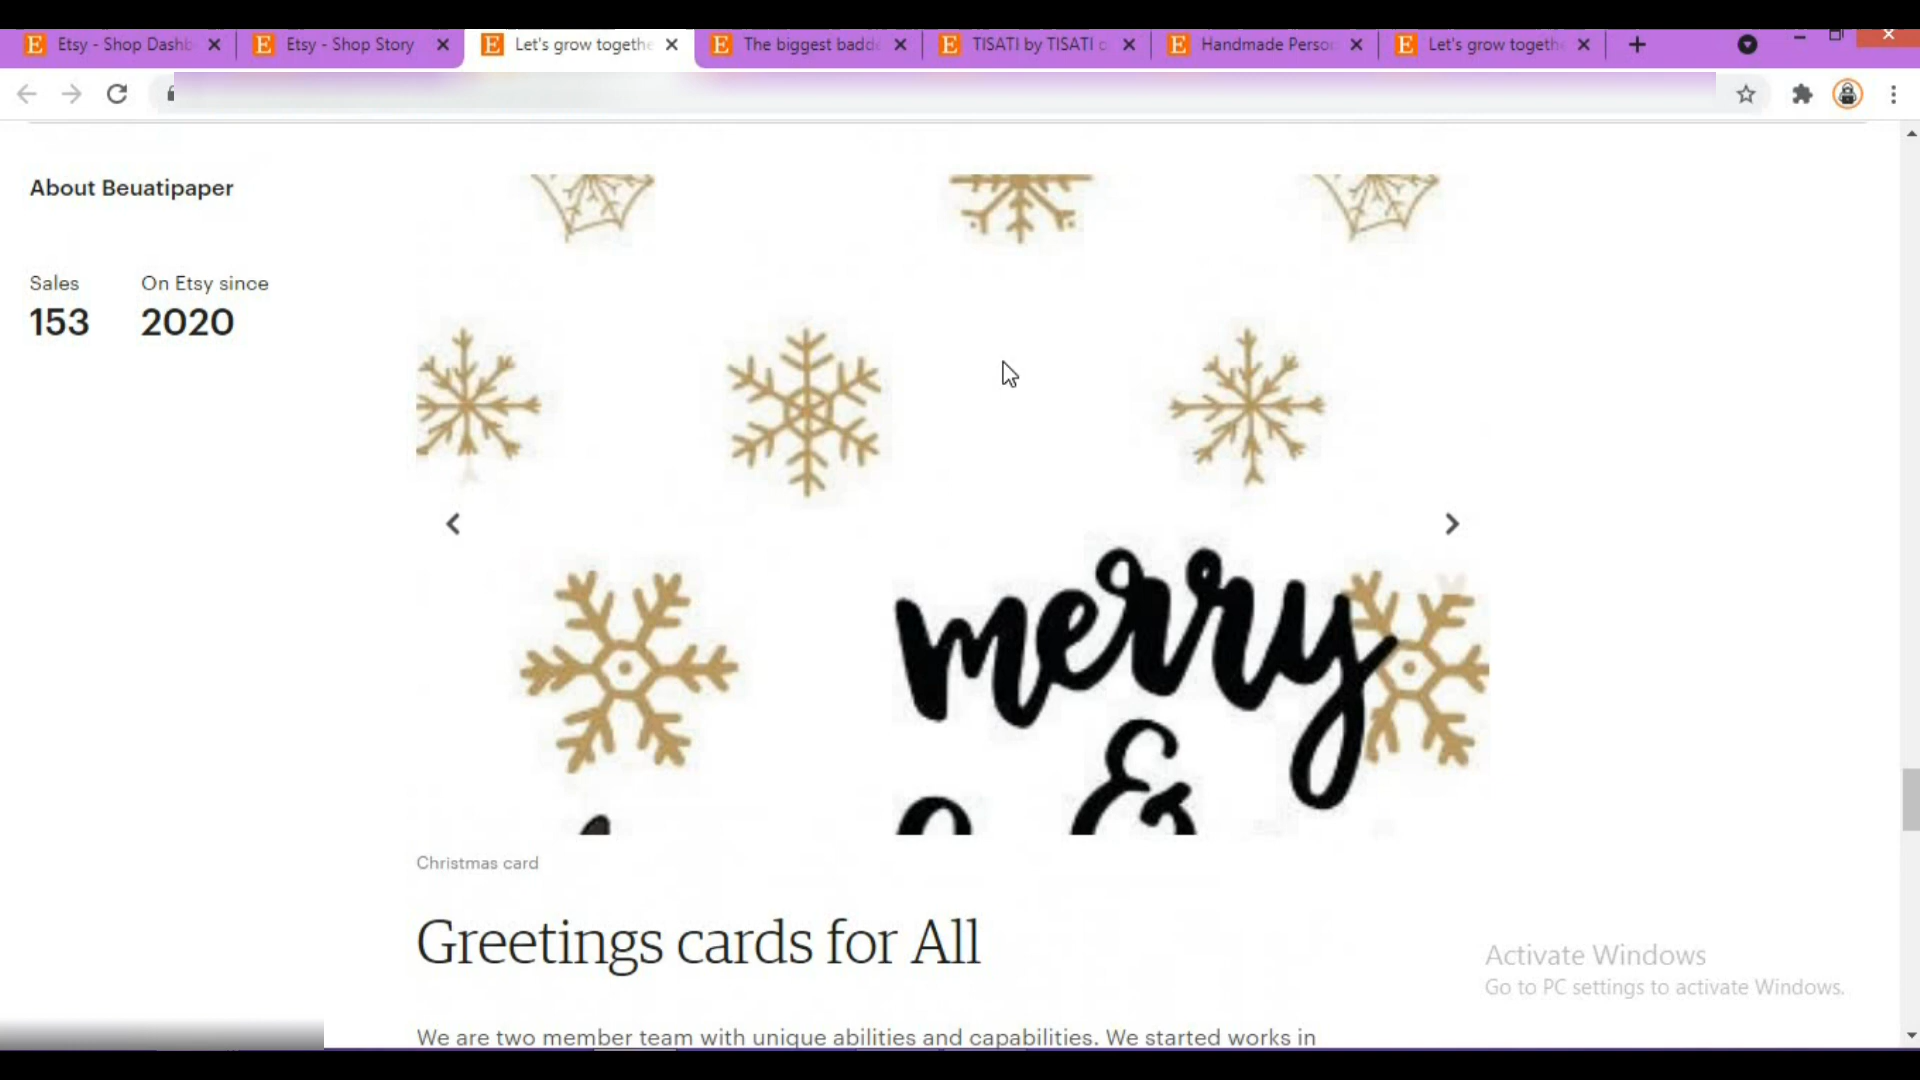 Etsy - Shop Dashb
Etsy - Shop Story
Let's grow togethe
The biggest badd
TISATI by TISATI
Handmade Perso
Let's grow togeth
About Beuatipaper
Sales
On Etsy since
153
2020
merry
&
Christmas card
Greetings cards for All
Activate Windows
Go to PC settings to activate Windows.
We are two member team with unique abilities and capabilities. We started works in